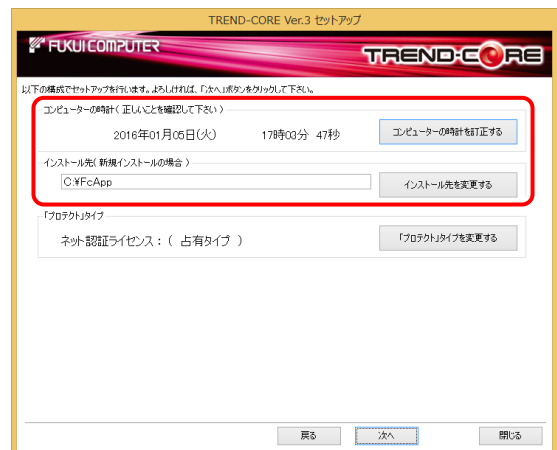 TREND-CORE Ver.3 セットアップ
FUKUI COMPUTER
TREND-CORE
以下の構成でセットアップを行います。よろしければ、「次へ」ボタンをクリックして下さい。
コンピューターの時計( 正しいことを確認して下さい )
2016年01月05日(火) 17時03分 47秒 コンピューターの時計を訂正する
インストール先( 新規インストールの場合 )
C:¥FcApp インストール先を変更する
「プロテクト」タイプ
ネット認証ライセンス：( 占有タイプ ) 「プロテクト」タイプを変更する
戻る 次へ 閉じる